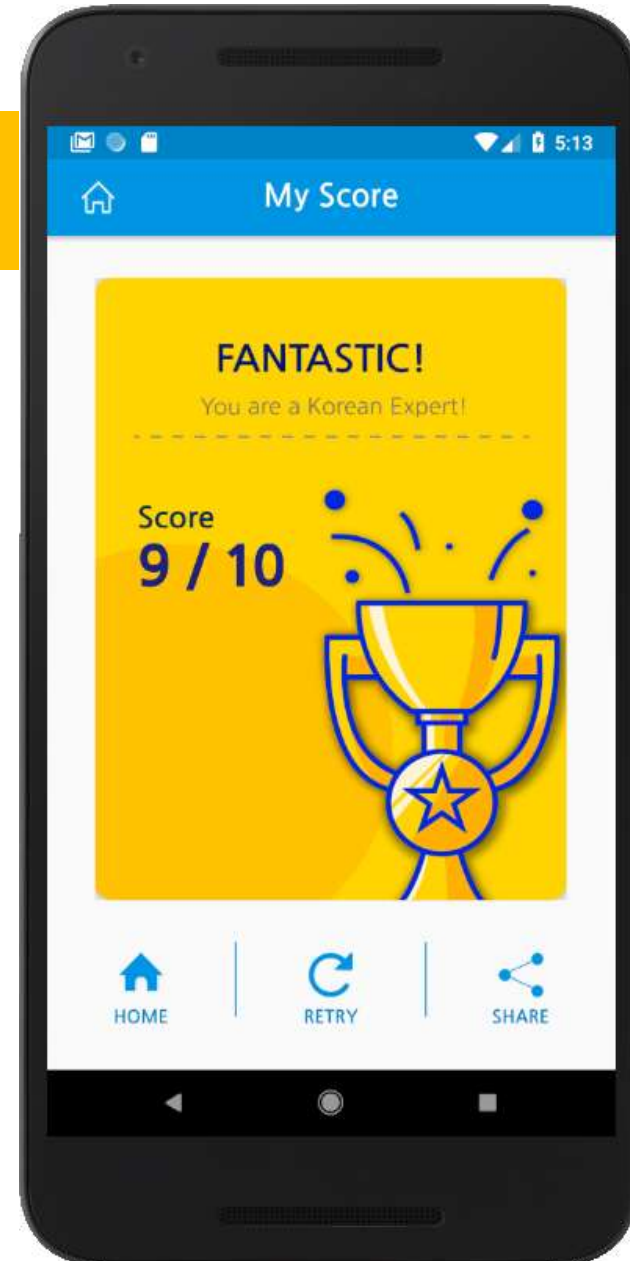 5:13
My Score
FANTASTIC!
You are a Korean Expert!
Score
9 / 10
HOME
RETRY
SHARE